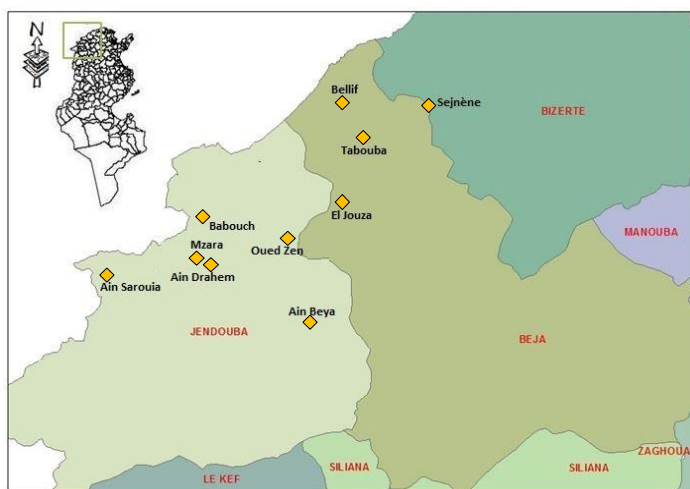 N
Bellif
Sejnène
BIZERTE
Tabouba
El Jouza
MANOUBA
Babouch
Oued Zen
Mzara
Ain Drahem
Ain Sarouia
Ain Beya
JENDOUBA
BEJA
ZAGHOUA
LE KEF
SILIANA
SILIANA